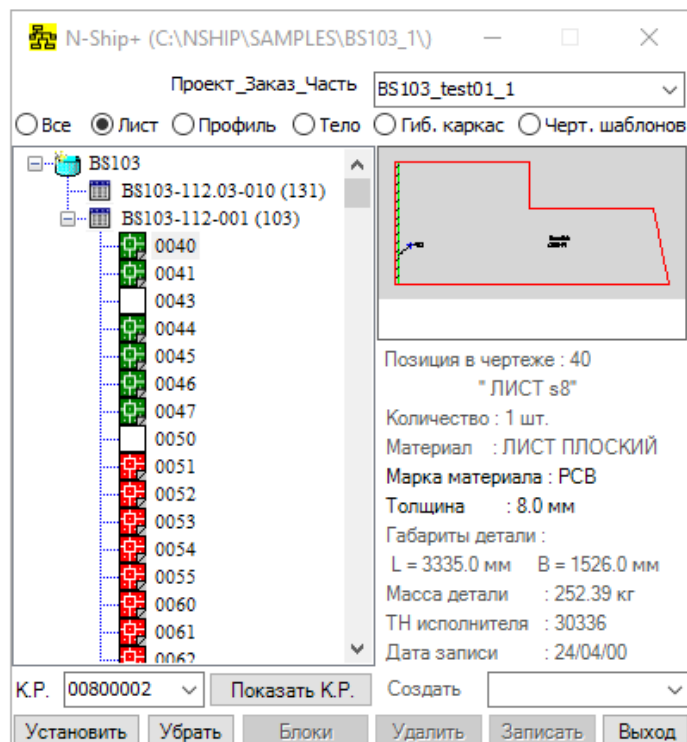 N-Ship+ (C:\NSHIP\SAMPLES\BS103_1\)
Проект_Заказ_Часть BS103_test01_1
Все Лист Профиль Тело Гиб. каркас Черт. шаблонов
BS103
BS103-112.03-010 (131)
BS103-112-001 (103)
0040
0041
0043
0044
0045
0046
0047
0050
0051
0052
0053
0054
0055
0060
0061
0062
Позиция в чертеже : 40
" ЛИСТ s8"
Количество : 1 шт.
Материал : ЛИСТ ПЛОСКИЙ
Марка материала : РСВ
Толщина : 8.0 мм
Габариты детали :
L = 3335.0 мм B = 1526.0 мм
Масса детали : 252.39 кг
ТН исполнителя : 30336
Дата записи : 24/04/00
К.Р. 00800002 Показать К.Р. Создать
Установить Убрать Блоки Удалить Записать Выход